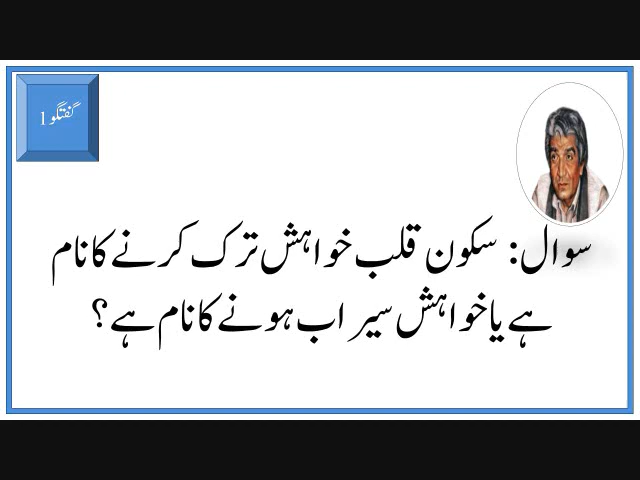 گفتگو 1
سوال: سکون قلب خواہش ترک کرنے کا نام
ہے یا خواہش سیراب ہونے کا نام ہے؟